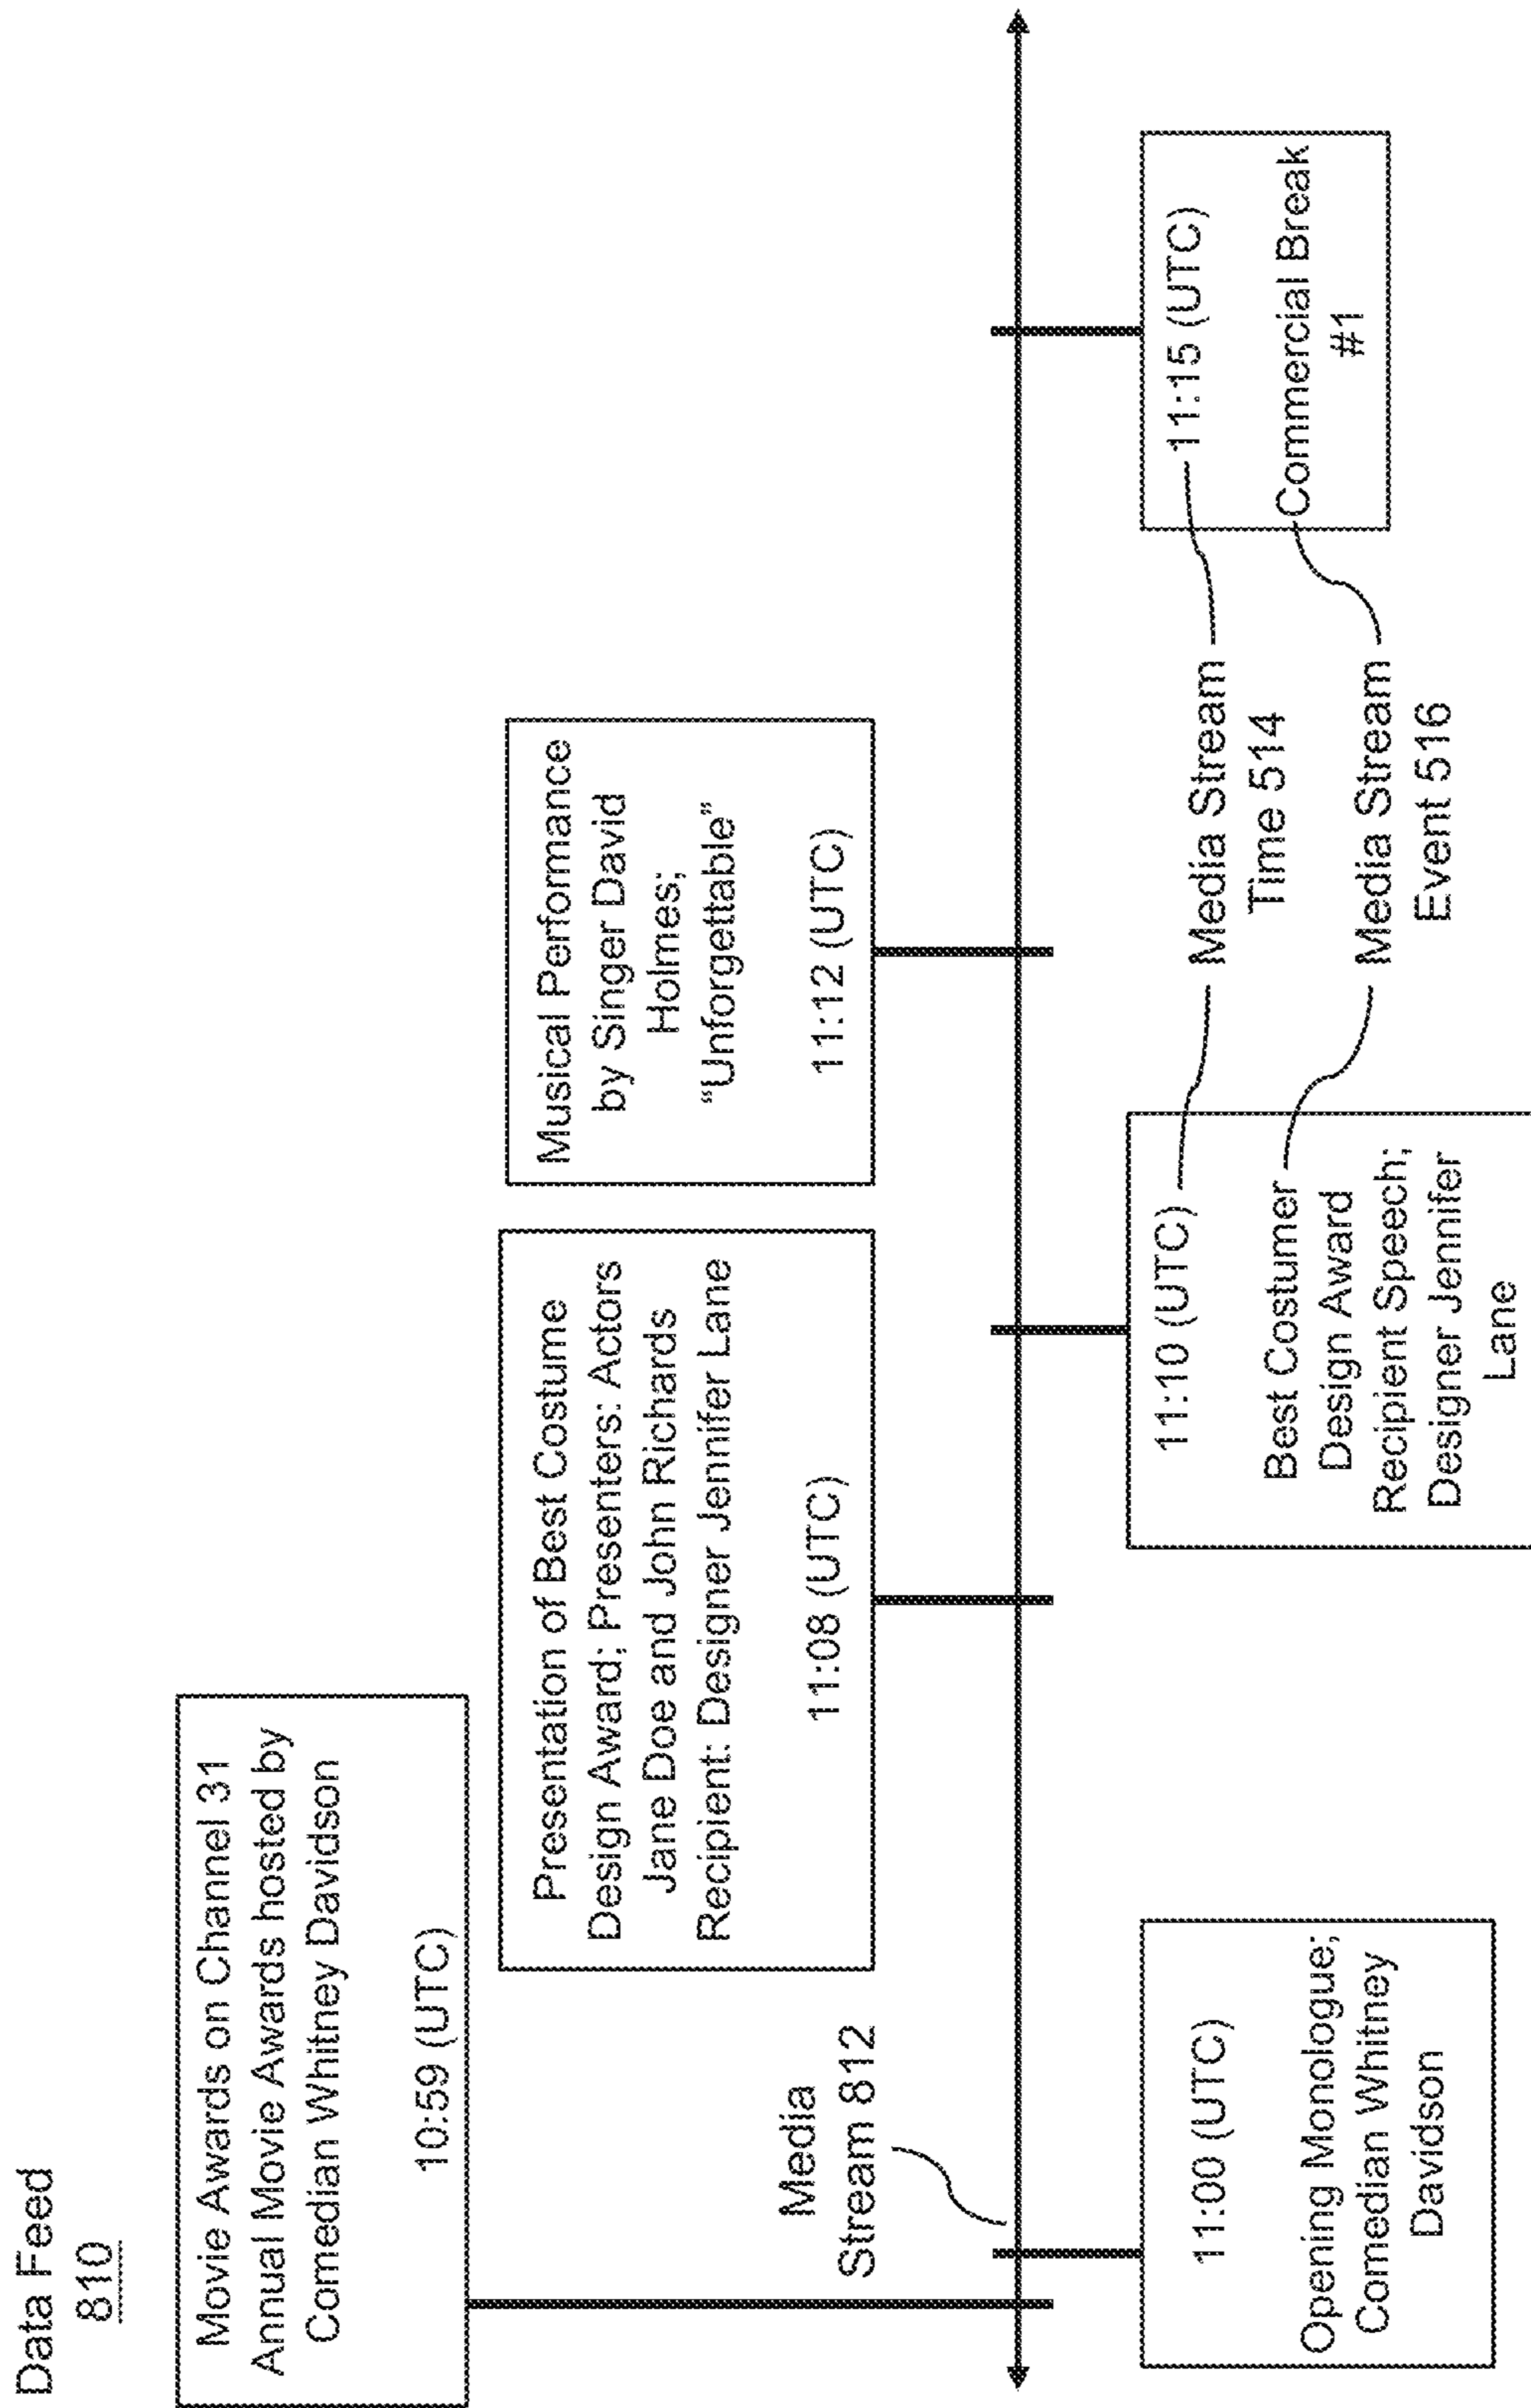 Data Feed
810
Movie Awards on Channel 31
Annual Movie Awards hosted by
Comedian Whitney Davidson
10:59 (UTC)
Presentation of Best Costume
Design Award; Presenters: Actors
Jane Doe and John Richards
Recipient: Designer Jennifer Lane
11:08 (UTC)
Musical Performance
by Singer David
Holmes;
“Unforgettable”
11:12 (UTC)
Media
Stream 812
11:00 (UTC)
Opening Monologue;
Comedian Whitney
Davidson
11:10 (UTC)
Best Costumer
Design Award
Recipient Speech;
Designer Jennifer
Lane
Media Stream
Time 514
Media Stream
Event 516
11:15 (UTC)
Commercial Break
#1